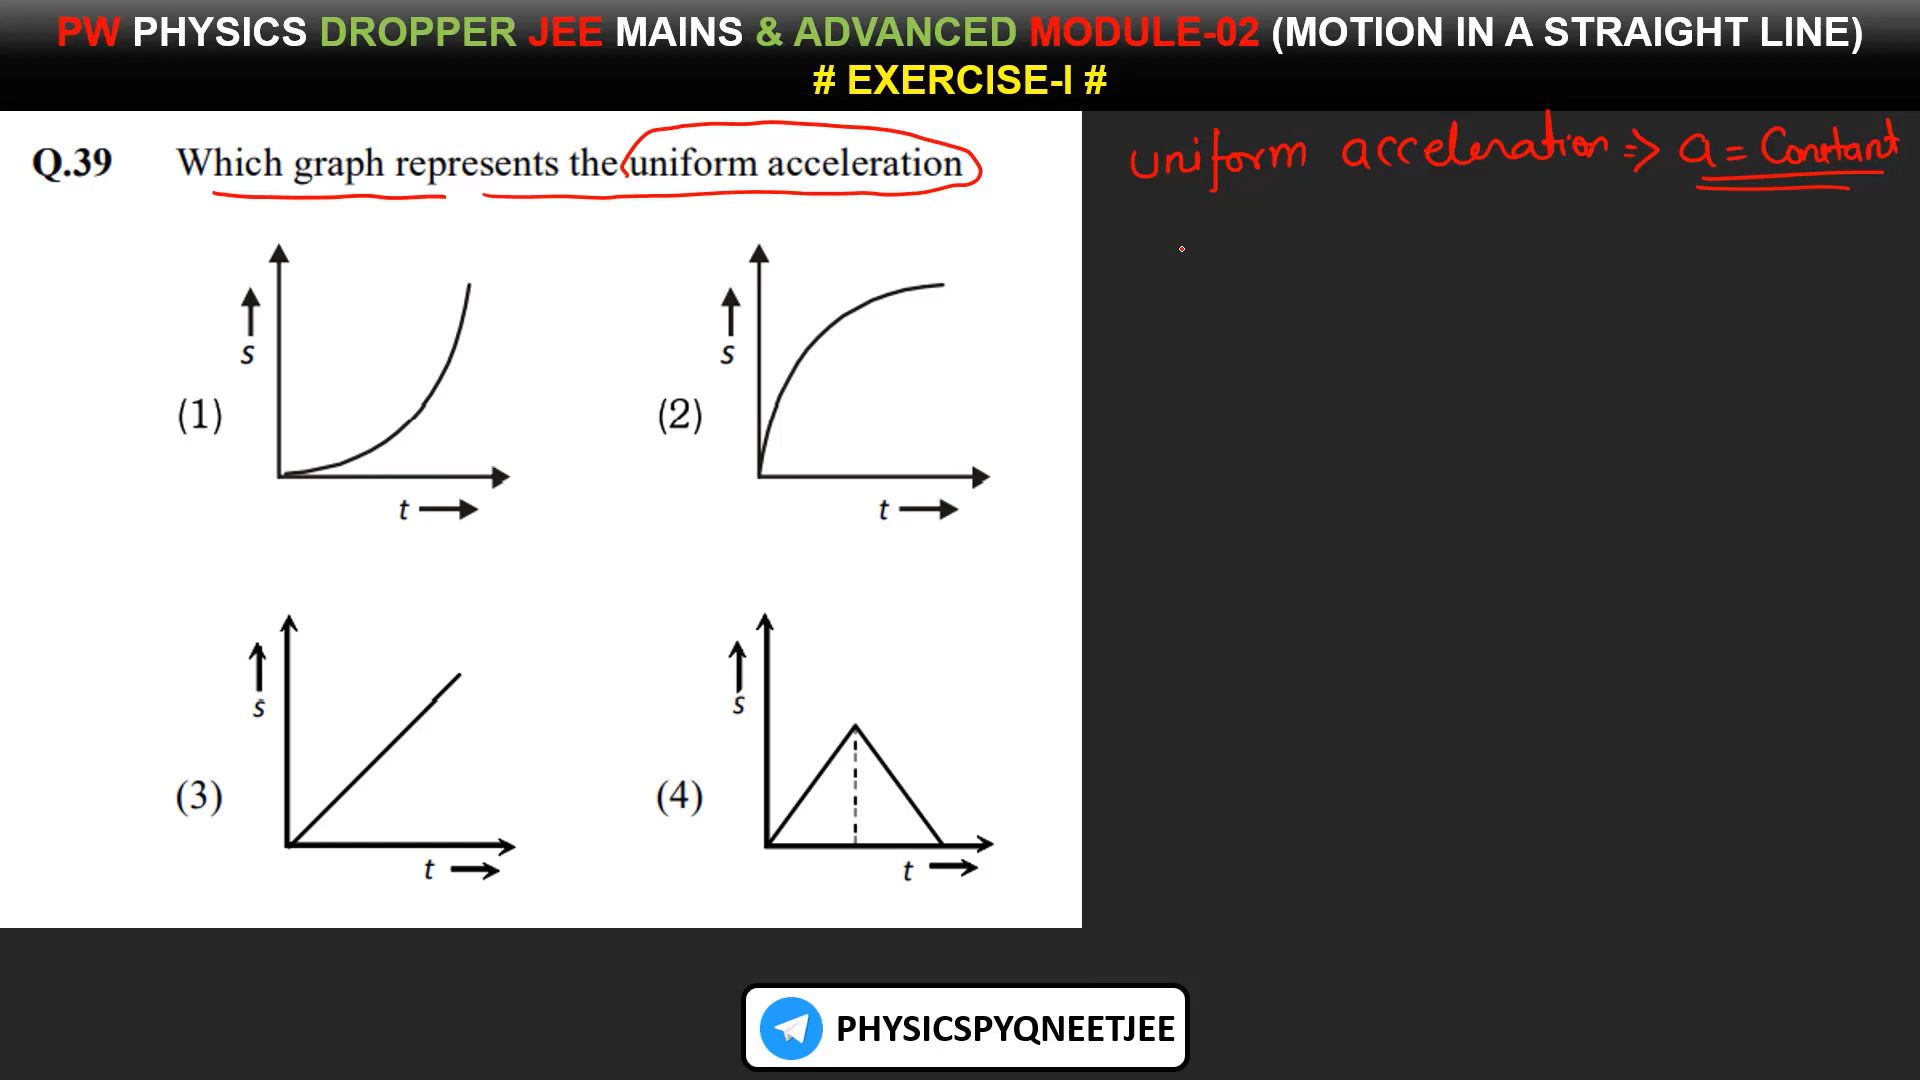 PW PHYSICS DROPPER JEE MAINS & ADVANCED MODULE-02 (MOTION IN A STRAIGHT LINE)
# EXERCISE-I #
Q.39 Which graph represents the uniform acceleration
uniform acceleration => a = Constant
(1) s t
(2) s t
(3) s t
(4) s t
PHYSICSPYQNEETJEE